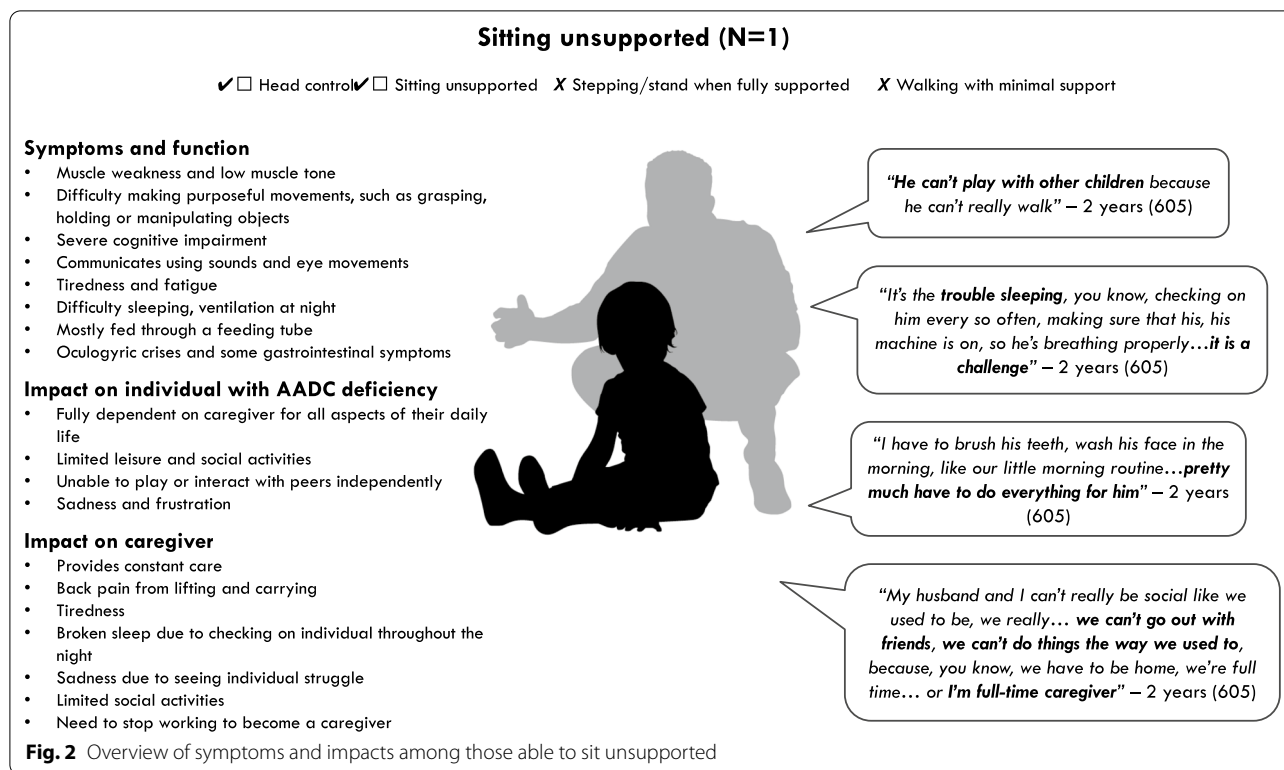 Sitting unsupported (N=1)
✔ ☐ Head control✔ ☐ Sitting unsupported X Stepping/stand when fully supported X Walking with minimal support
Symptoms and function
• Muscle weakness and low muscle tone
• Difficulty making purposeful movements, such as grasping,
holding or manipulating objects
• Severe cognitive impairment
• Communicates using sounds and eye movements
• Tiredness and fatigue
• Difficulty sleeping, ventilation at night
• Mostly fed through a feeding tube
• Oculogyric crises and some gastrointestinal symptoms
Impact on individual with AADC deficiency
• Fully dependent on caregiver for all aspects of their daily
life
• Limited leisure and social activities
• Unable to play or interact with peers independently
• Sadness and frustration
Impact on caregiver
• Provides constant care
• Back pain from lifting and carrying
• Tiredness
• Broken sleep due to checking on individual throughout the
night
• Sadness due to seeing individual struggle
• Limited social activities
• Need to stop working to become a caregiver
“He can’t play with other children because
he can’t really walk” – 2 years (605)
“It’s the trouble sleeping, you know, checking on
him every so often, making sure that his, his
machine is on, so he’s breathing properly…it is a
challenge” – 2 years (605)
“I have to brush his teeth, wash his face in the
morning, like our little morning routine…pretty
much have to do everything for him” – 2 years
(605)
“My husband and I can’t really be social like we
used to be, we really… we can’t go out with
friends, we can’t do things the way we used to,
because, you know, we have to be home, we’re full
time… or I’m full-time caregiver” – 2 years (605)
Fig. 2 Overview of symptoms and impacts among those able to sit unsupported